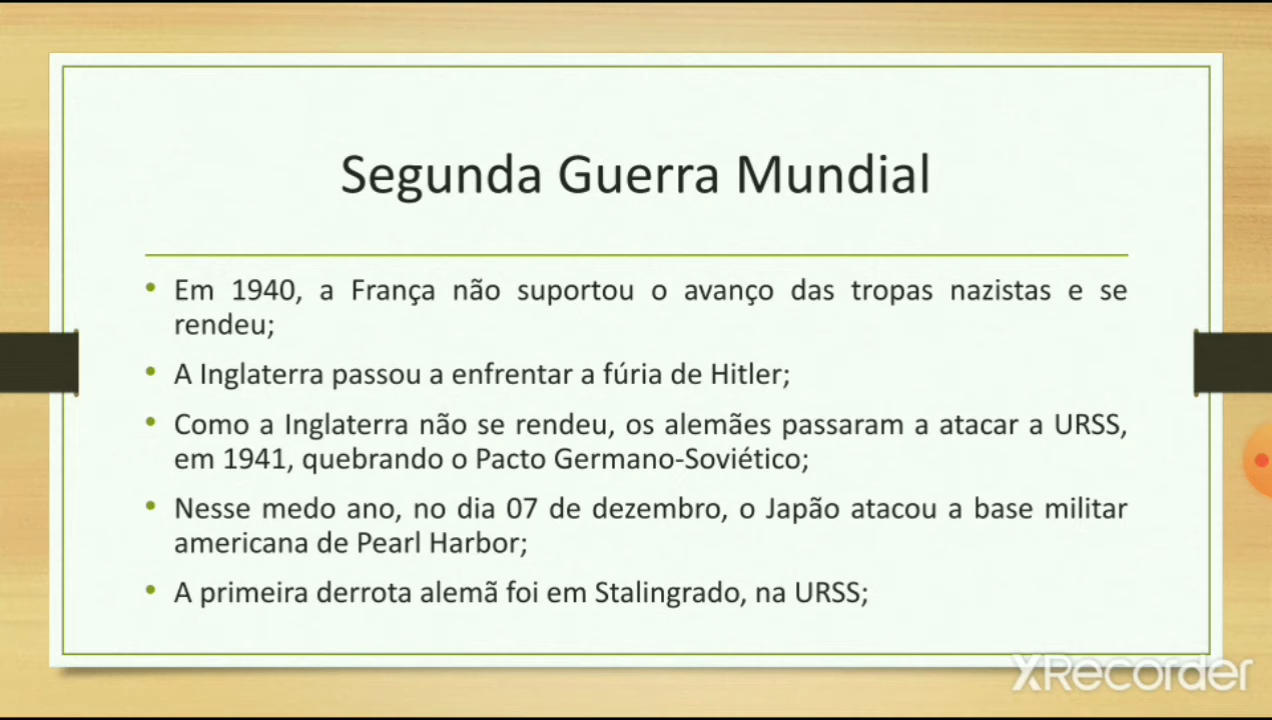 Segunda Guerra Mundial
• Em 1940, a França não suportou o avanço das tropas nazistas e se
rendeu;
• A Inglaterra passou a enfrentar a fúria de Hitler;
• Como a Inglaterra não se rendeu, os alemães passaram a atacar a URSS,
em 1941, quebrando o Pacto Germano-Soviético;
• Nesse medo ano, no dia 07 de dezembro, o Japão atacou a base militar
americana de Pearl Harbor;
• A primeira derrota alemã foi em Stalingrado, na URSS;
XRecorder